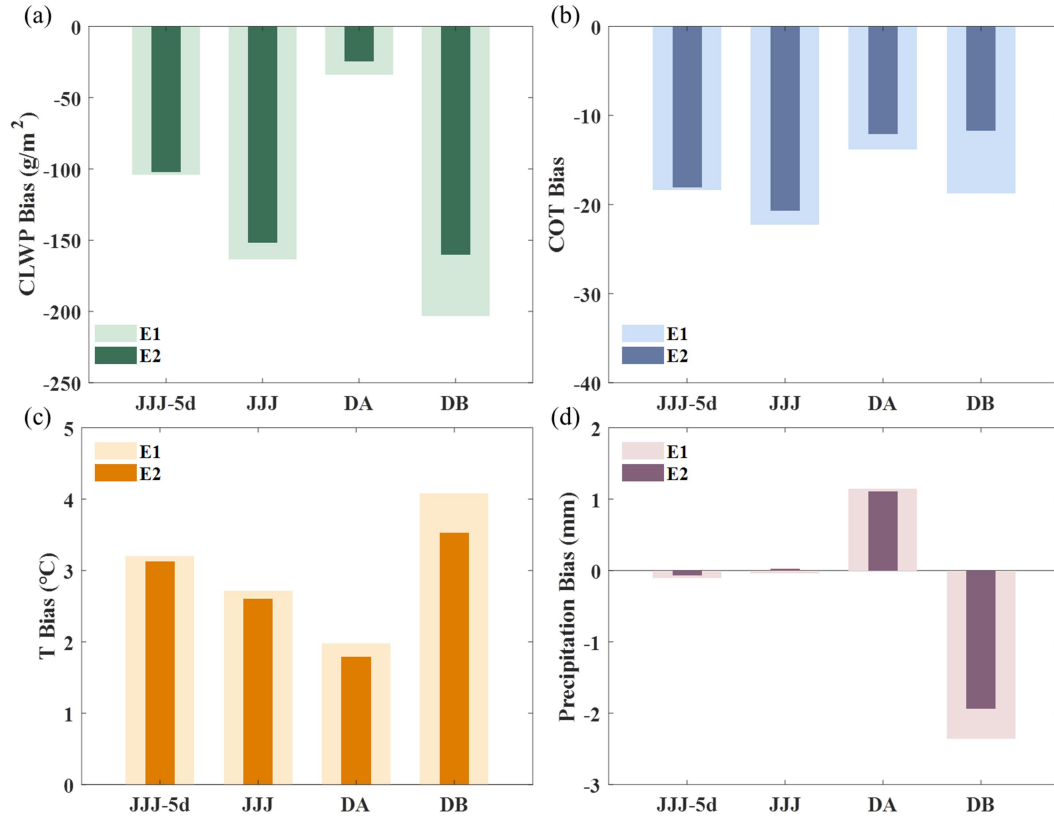 (a)
0
-50
-100
-150
-200
-250
CLWP Bias (g/m 2)
E1
E2
JJJ-5d JJJ DA DB
(b)
0
-10
-20
-30
-40
COT Bias
E1
E2
JJJ-5d JJJ DA DB
(c)
5
4
3
2
1
0
T Bias (°C)
E1
E2
JJJ-5d JJJ DA DB
(d)
2
1
0
-1
-2
-3
Precipitation Bias (mm)
E1
E2
JJJ-5d JJJ DA DB